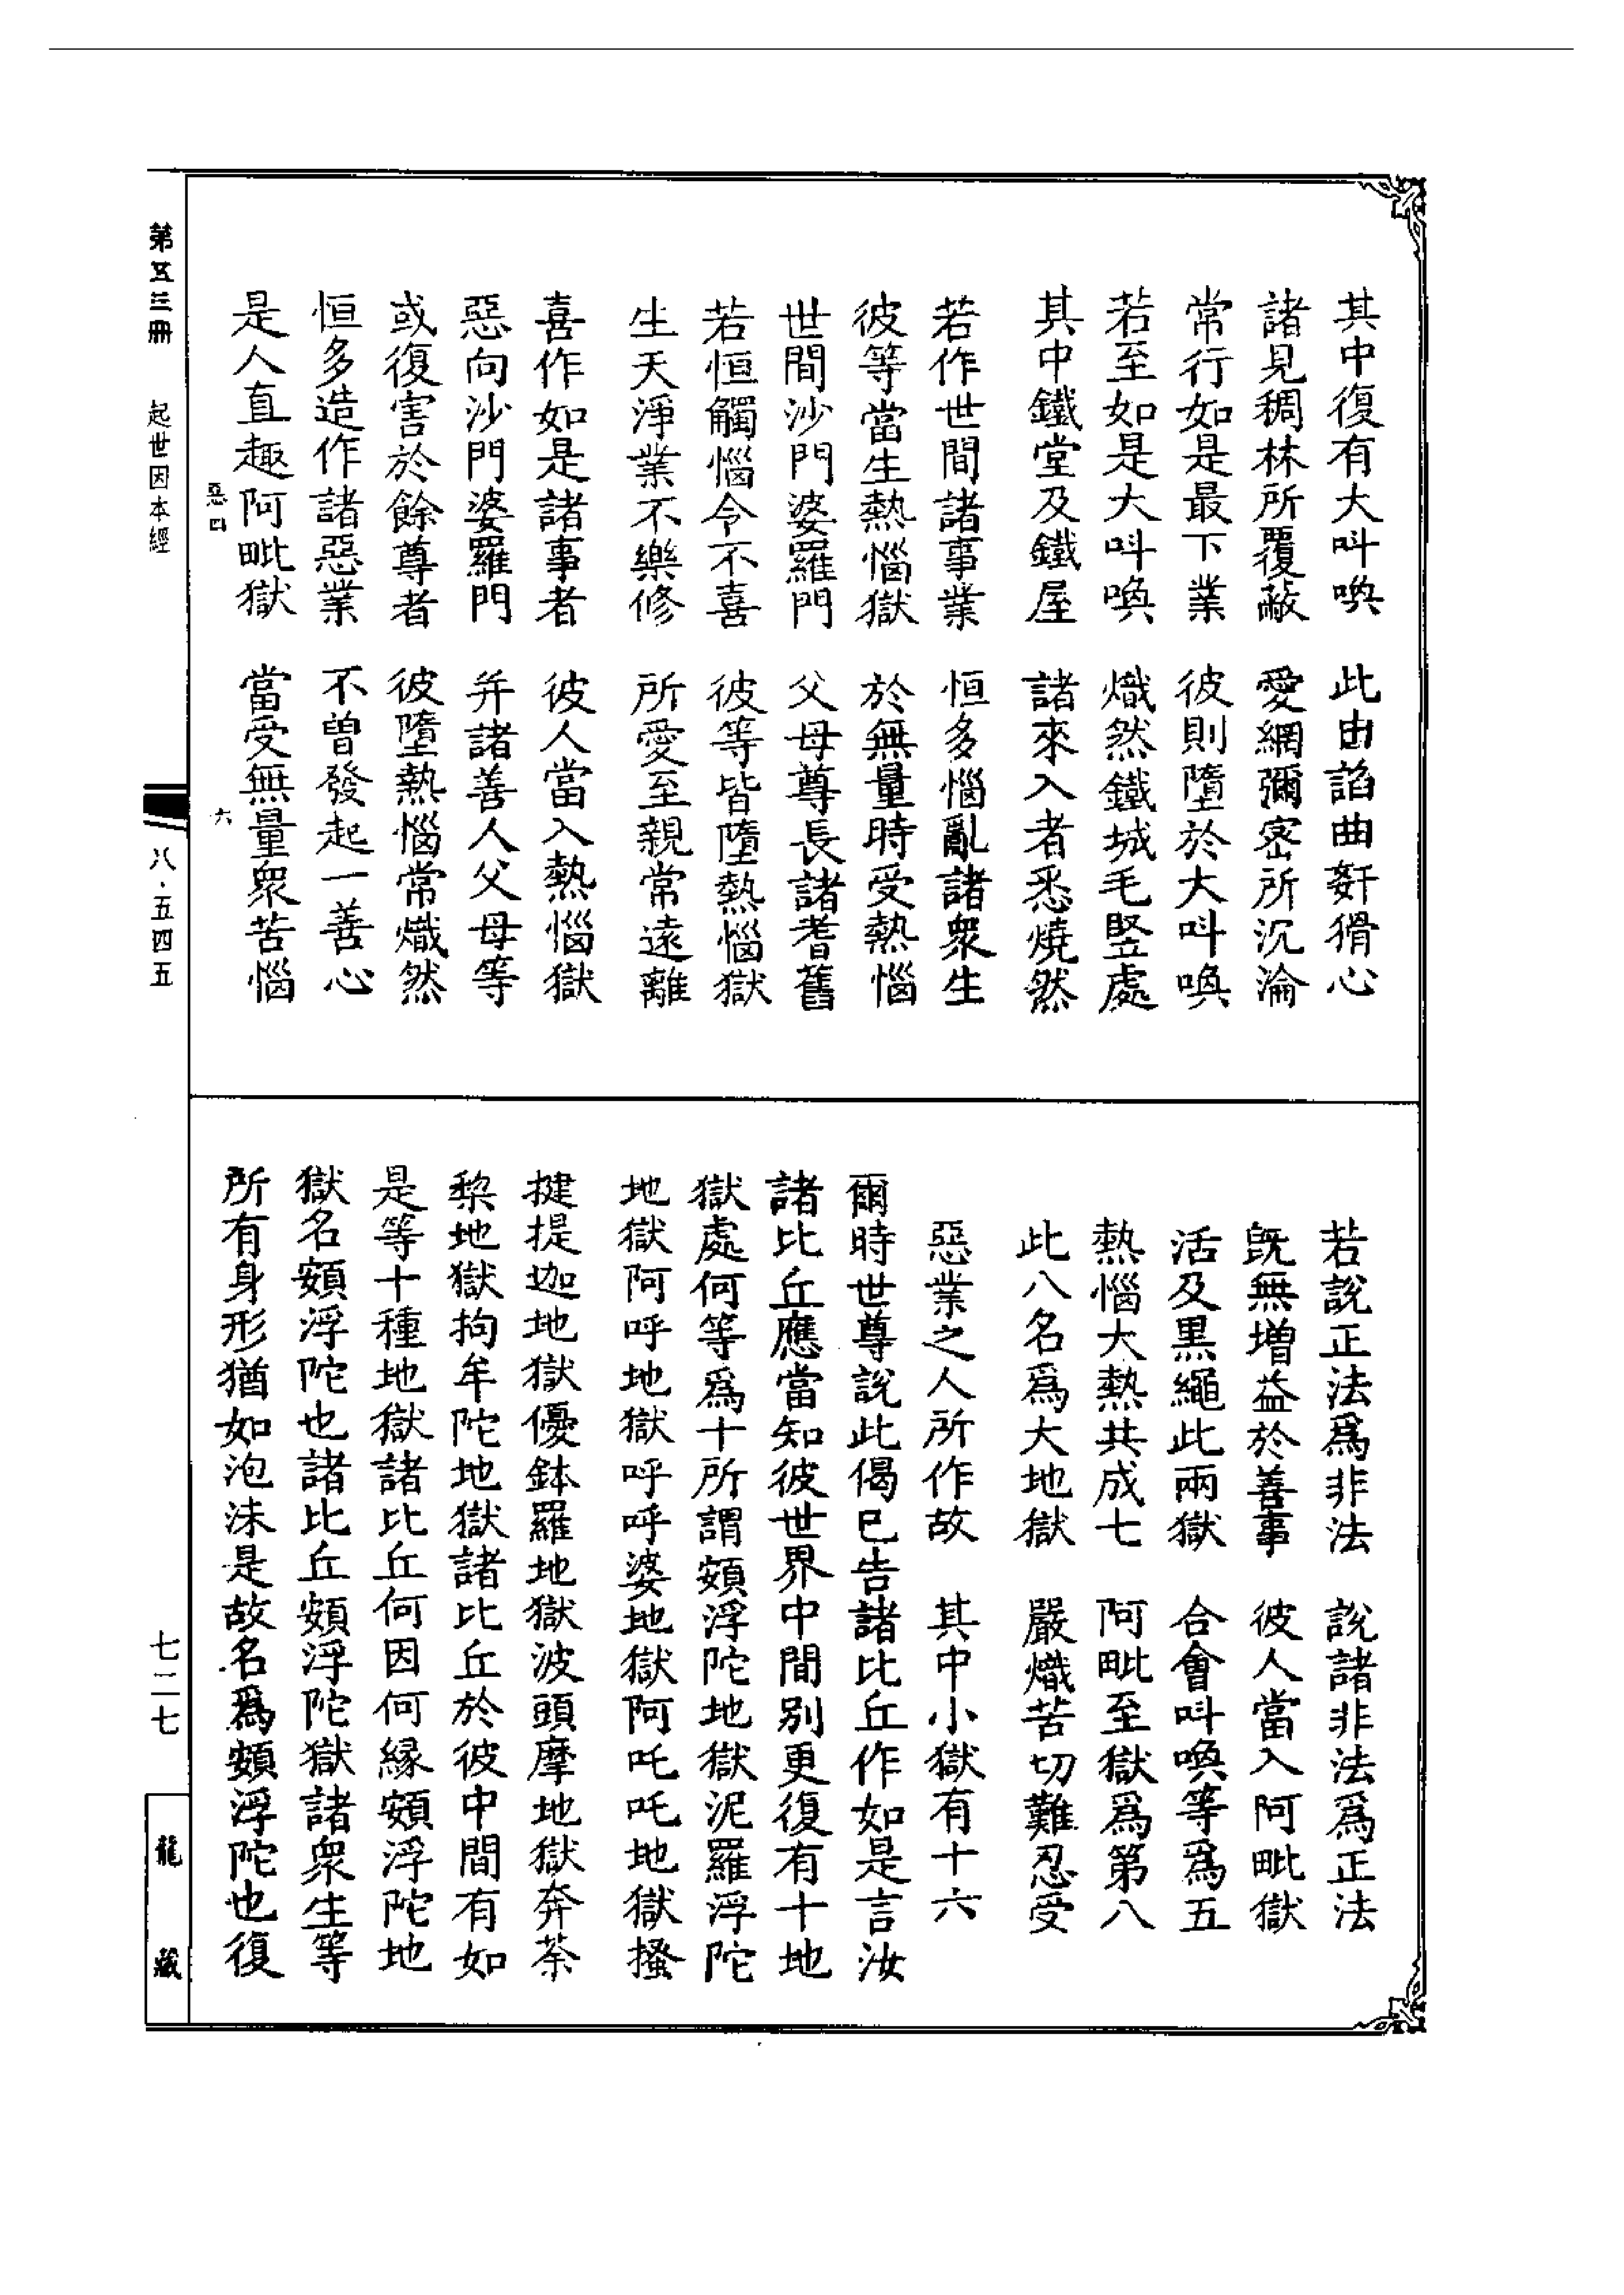 其中復有大呌喚　此由諂曲姧猾心
諸見稠林所覆蔽　愛網彌密所沉淪
常行如是最下業　彼則墮於大呌喚
若至如是大呌喚　熾然鐵城毛豎處
其中鐵堂及鐵屋　諸來入者悉燒然
若作世間諸事業　恒多惱亂諸衆生
彼等當生熱惱獄　於無量時受熱惱
世間沙門婆羅門　父母尊長諸耆舊
若恒觸惱令不喜　彼等皆墮熱惱獄
生天淨業不樂修　所愛至親常遠離
喜作如是諸事者　彼人當入熱惱獄
惡向沙門婆羅門　并諸善人父母等
或復害於餘尊者　彼墮熱惱常熾然
恒多造作諸惡業　不曽發起一善心
是人直趣阿毗獄　當受無量衆苦惱
惡口　六
若說正法爲非法　說諸非法爲正法
旣無增益於善事　彼人當入阿毗獄
活及黒繩此兩獄　合會呌喚等爲五
熱惱大熱共成七　阿毗至獄爲第八
此八名爲大地獄　嚴熾苦切難忍受
惡業之人所作故　其中小獄有十六
爾時世尊說此偈巳告諸比丘作如是言汝
諸比丘應當知彼世界中間別更復有十地
獄處何等爲十所謂頞浮陀地獄泥羅浮陀
地獄阿呼地獄呼呼婆地獄阿吒吒地獄搔
揵提迦地獄優鉢羅地獄波頭摩地獄奔荼
棃地獄拘牟陀地獄諸比丘於彼中間有如
是等十種地獄諸比丘何因何縁頞浮陀地
獄名頞浮陀也諸比丘頞浮陀獄諸衆生等
所有身形猶如泡沬是故名爲頞浮陀也復
第五三冊　起世因本經　八·五四五　七二七　龍藏